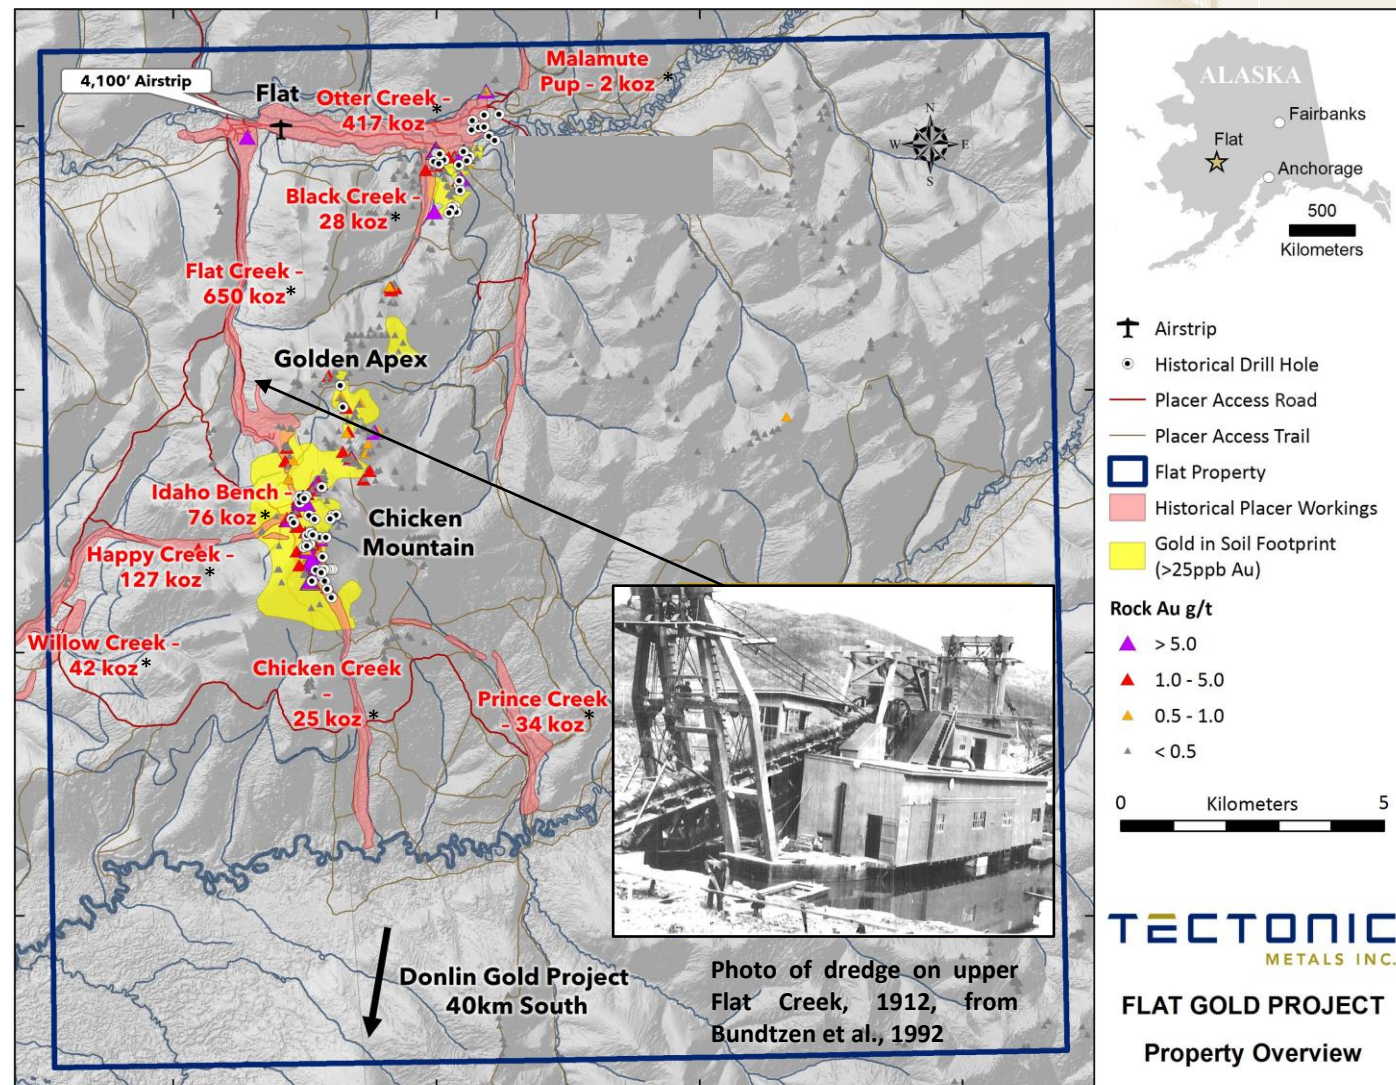 4,100' Airstrip
Flat
Malamute
Pup - 2 koz *
Otter Creek - *
417 koz
Black Creek -
28 koz *
Flat Creek -
650 koz *
Golden Apex
Idaho Bench -
76 koz *
Chicken
Mountain
Happy Creek -
127 koz *
Willow Creek -
42 koz *
Chicken Creek
-
25 koz *
Prince Creek
- 34 koz *
Donlin Gold Project
40km South
N
W E
S
Photo of dredge on upper
Flat Creek, 1912, from
Bundtzen et al., 1992
ALASKA
Fairbanks
Flat
Anchorage
500
Kilometers
Airstrip
Historical Drill Hole
Placer Access Road
Placer Access Trail
Flat Property
Historical Placer Workings
Gold in Soil Footprint
(>25ppb Au)
Rock Au g/t
> 5.0
1.0 - 5.0
0.5 - 1.0
< 0.5
0 Kilometers 5
TECTONIC
METALS INC.
FLAT GOLD PROJECT
Property Overview